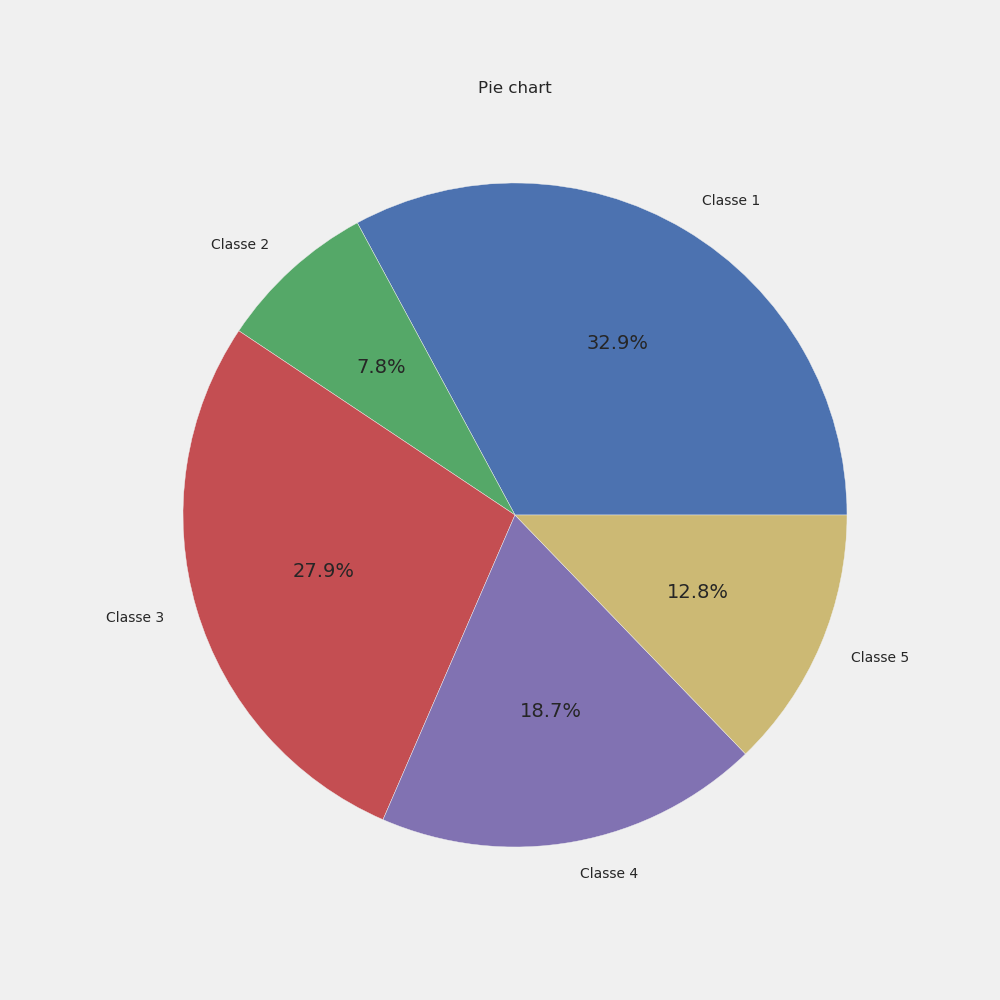 Pie chart
Classe 1
32.9%
Classe 2
7.8%
Classe 3
27.9%
Classe 4
18.7%
Classe 5
12.8%